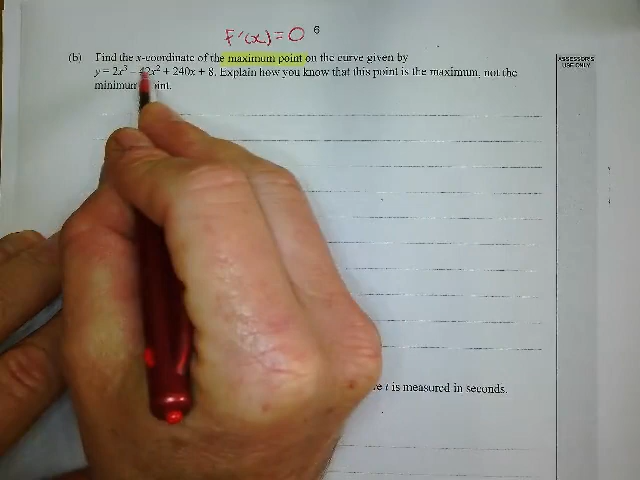 F'(x) = 0
6
(b) Find the x-coordinate of the maximum point on the curve given by
y = 2x³ – 42x² + 240x + 8. Explain how you know that this point is the maximum, not the
minimum point.
ASSESSOR'S
USE ONLY
t is measured in seconds.